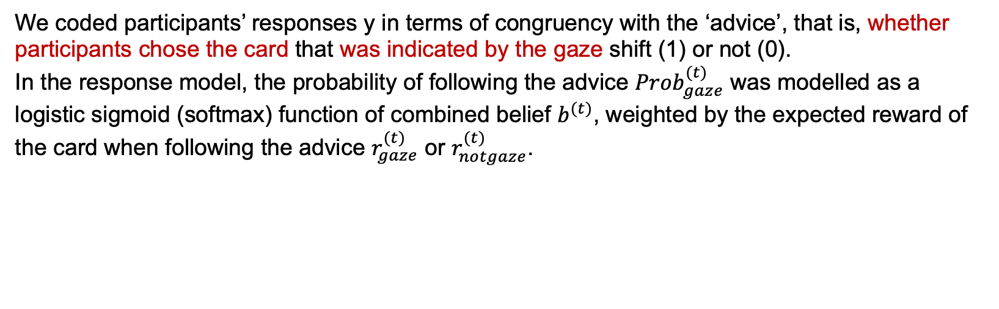 We coded participants’ responses y in terms of congruency with the ‘advice’, that is, whether
participants chose the card that was indicated by the gaze shift (1) or not (0).
In the response model, the probability of following the advice $Prob_{gaze}^{(t)}$ was modelled as a
logistic sigmoid (softmax) function of combined belief $b^{(t)}$, weighted by the expected reward of
the card when following the advice $r_{gaze}^{(t)}$ or $r_{notgaze}^{(t)}$.